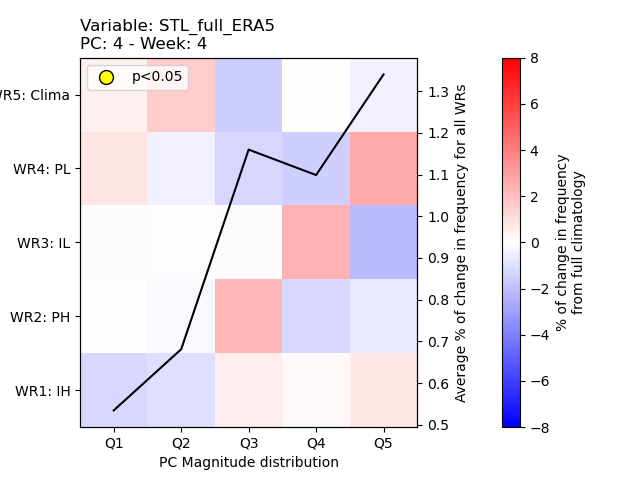 Variable: STL_full_ERA5
PC: 4 - Week: 4
p<0.05
WR5: Clima
WR4: PL
WR3: IL
WR2: PH
WR1: IH
Q1 Q2 Q3 Q4 Q5
PC Magnitude distribution
1.3
1.2
1.1
1.0
0.9
0.8
0.7
0.6
0.5
Average % of change in frequency for all WRs
8
6
4
2
0
−2
−4
−6
−8
% of change in frequency
from full climatology